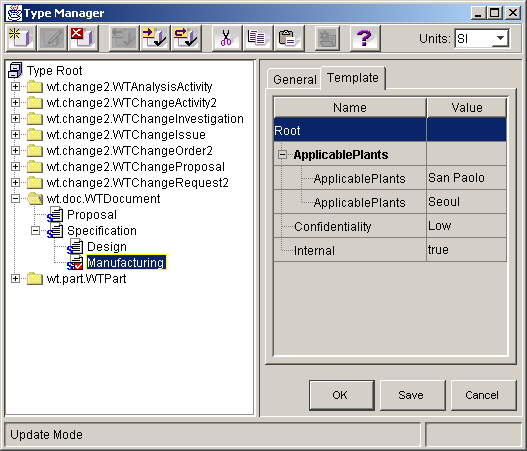 Type Manager
Units: SI
Type Root
wt.change2.WTAnalysisActivity
wt.change2.WTChangeActivity2
wt.change2.WTChangeInvestigation
wt.change2.WTChangeIssue
wt.change2.WTChangeOrder2
wt.change2.WTChangeProposal
wt.change2.WTChangeRequest2
wt.doc.WTDocument
Proposal
Specification
Design
Manufacturing
wt.part.WTPart
General Template
Name Value
Root
ApplicablePlants
ApplicablePlants San Paolo
ApplicablePlants Seoul
Confidentiality Low
Internal true
OK Save Cancel
Update Mode